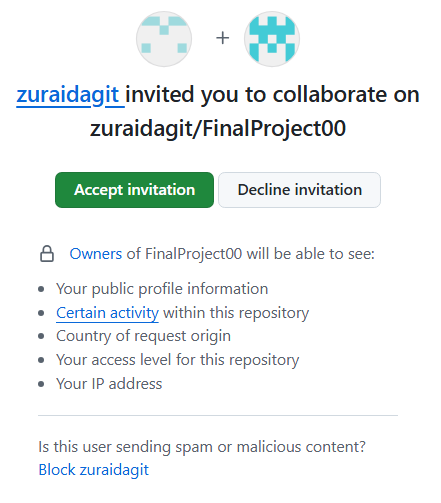 +
zuraidagit invited you to collaborate on
zuraidagit/FinalProject00
Accept invitation
Decline invitation
Owners of FinalProject00 will be able to see:
• Your public profile information
• Certain activity within this repository
• Country of request origin
• Your access level for this repository
• Your IP address
Is this user sending spam or malicious content?
Block zuraidagit